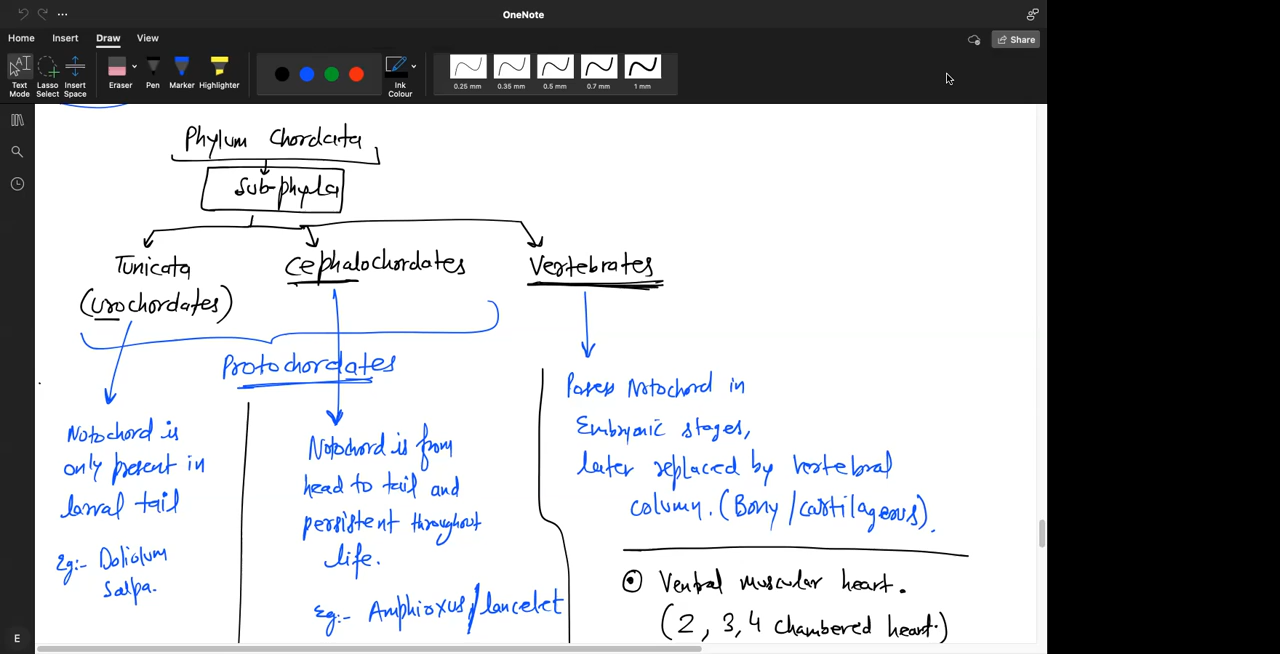 OneNote
Home Insert Draw View
Share
Text Mode
Lasso Select
Insert Space
Eraser
Pen
Marker
Highlighter
Ink Colour
0.25 mm
0.35 mm
0.5 mm
0.7 mm
1 mm
Phylum Chordata
Sub-phyla
Tunicata
(urochordates)
Cephalochordates
Vertebrates
Protochordates
Notochord is
only present in
larval tail
Eg:- Doliolum
Salpa.
Notochord is from
head to tail and
persistent throughout
life.
Eg:- Amphioxus/lancelet
Notochord in
Embryonic stages,
later replaced by vertebral
column. (Bony/cartilageous).
Ventral muscular heart.
(2, 3, 4 chambered heart.)
E